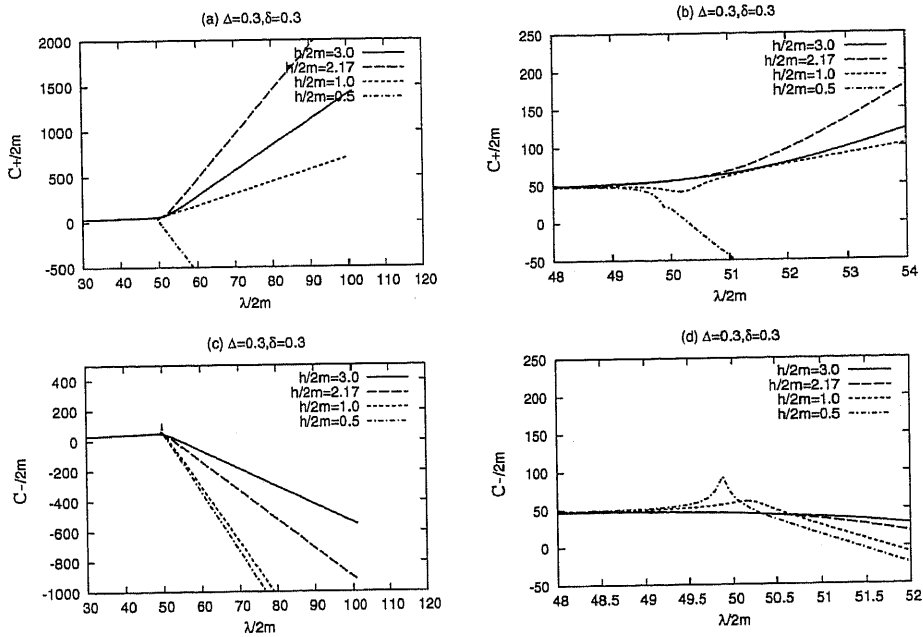 (a) Δ=0.3,δ=0.3
2000
1500
1000
500
0
-500
C+/2m
h/2m=3.0
h/2m=2.17
h/2m=1.0
h/2m=0.5
30 40 50 60 70 80 90 100 110 120
λ/2m
(b) Δ=0.3,δ=0.3
250
200
150
100
50
0
-50
C+/2m
h/2m=3.0
h/2m=2.17
h/2m=1.0
h/2m=0.5
48 49 50 51 52 53 54
λ/2m
(c) Δ=0.3,δ=0.3
400
200
0
-200
-400
-600
-800
-1000
C-/2m
h/2m=3.0
h/2m=2.17
h/2m=1.0
h/2m=0.5
30 40 50 60 70 80 90 100 110 120
λ/2m
(d) Δ=0.3,δ=0.3
250
200
150
100
50
0
-50
C-/2m
h/2m=3.0
h/2m=2.17
h/2m=1.0
h/2m=0.5
48 48.5 49 49.5 50 50.5 51 51.5 52
λ/2m